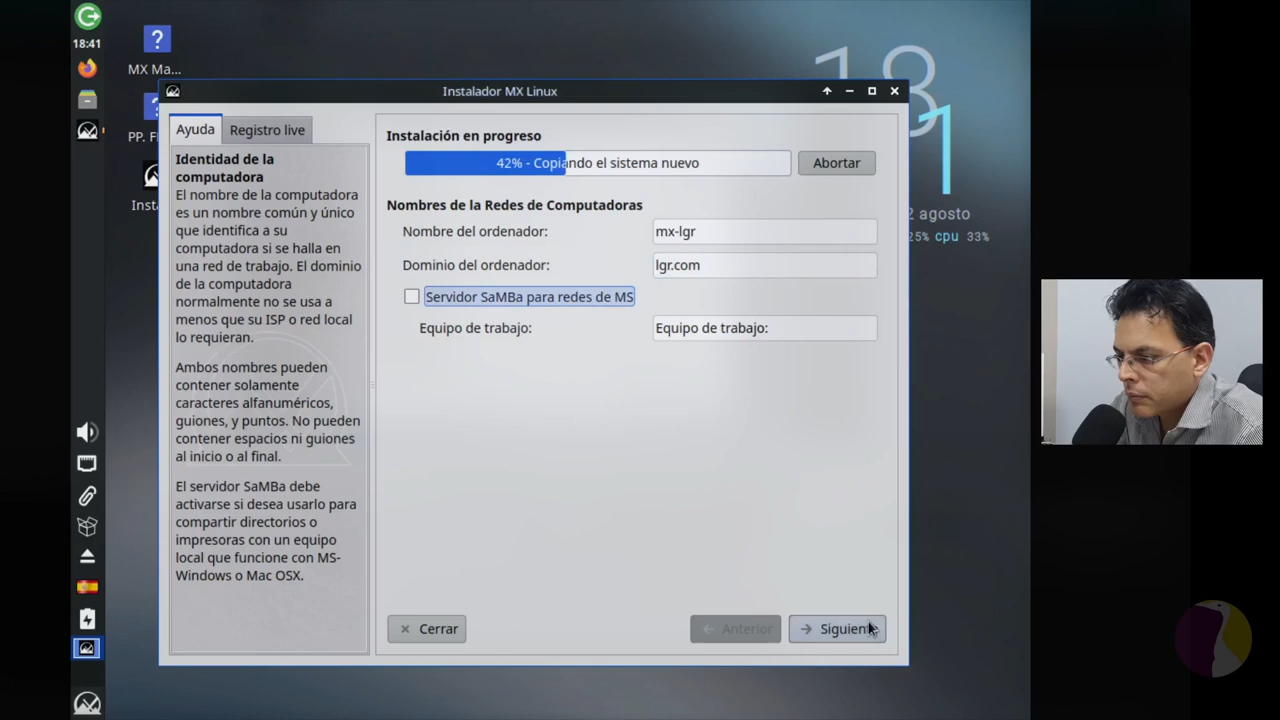 18:41
MX Ma...
PP. F
Insta
Instalador MX Linux
18
1
2 agosto
25% cpu 33%
Ayuda
Registro live
Identidad de la
computadora
El nombre de la computadora
es un nombre común y único
que identifica a su
computadora si se halla en
una red de trabajo. El dominio
de la computadora
normalmente no se usa a
menos que su ISP o red local
lo requieran.
Ambos nombres pueden
contener solamente
caracteres alfanuméricos,
guiones, y puntos. No pueden
contener espacios ni guiones
al inicio o al final.
El servidor SaMBa debe
activarse si desea usarlo para
compartir directorios o
impresoras con un equipo
local que funcione con MS-
Windows o Mac OSX.
Instalación en progreso
42% - Copiando el sistema nuevo
Abortar
Nombres de la Redes de Computadoras
Nombre del ordenador:
mx-lgr
Dominio del ordenador:
lgr.com
Servidor SaMBa para redes de MS
Equipo de trabajo:
Equipo de trabajo:
Cerrar
Anterior
Siguiente